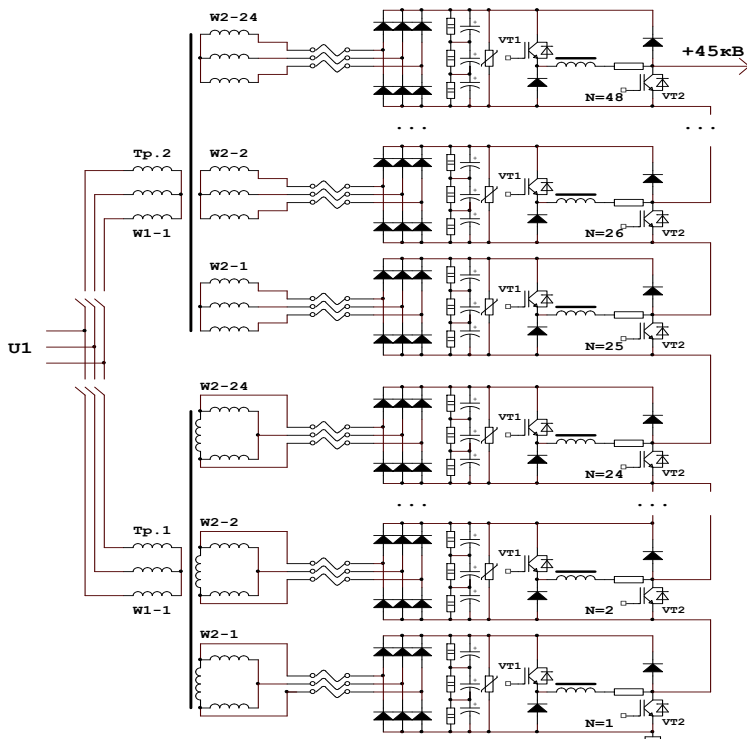 W2-24
VT1
+45кВ
N=48
VT2
...
...
Тр.2
W2-2
VT1
W1-1
N=26
VT2
W2-1
VT1
U1
N=25
VT2
W2-24
VT1
N=24
VT2
...
...
Тр.1
W2-2
VT1
W1-1
N=2
VT2
W2-1
VT1
N=1
VT2